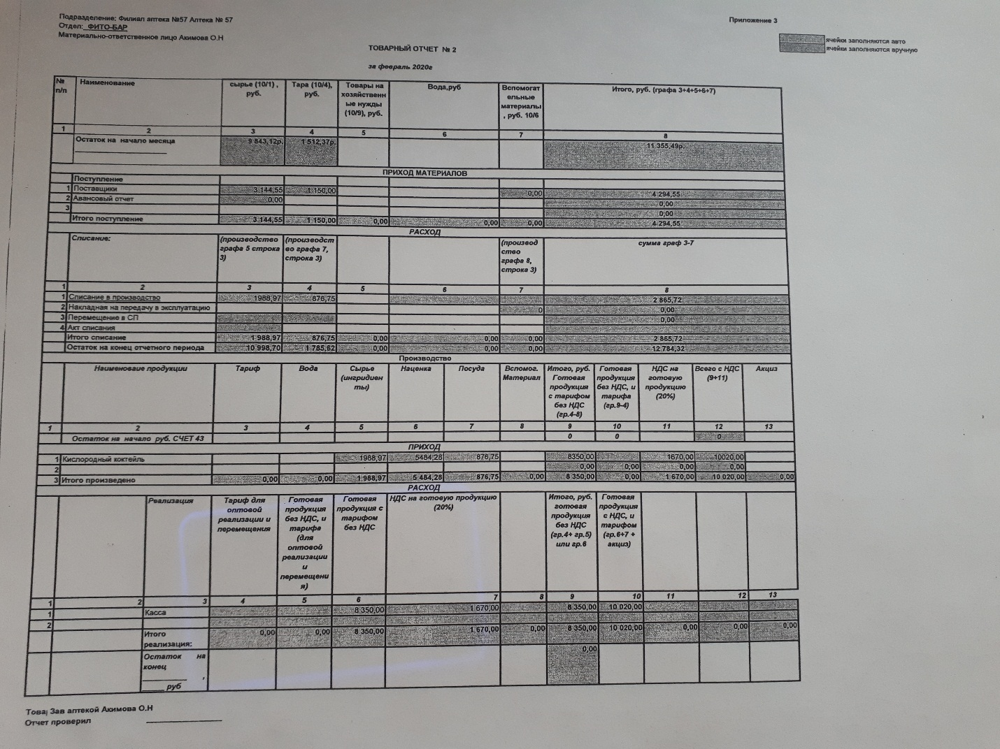 Подразделение: Филиал аптека №57 Аптека № 57
Отдел: ФИТО-БАР
Материально-ответственное лицо Акимова О.Н
Приложение 3
ячейки заполняются авто
ячейки заполняются вручную
ТОВАРНЫЙ ОТЧЕТ № 2
за февраль 2020г
№ п/п Наименование сырье (10/1) , руб. Тара (10/4), руб. Товары на хозяйственн ые нужды (10/9), руб. Вода,руб Вспомогат ельные материалы , руб. 10/6 Итого, руб. (графа 3+4+5+6+7)
1 2 3 4 5 6 7 8
Остаток на начало месяца 9 843,12р. 1 512,37р. 11 355,49р.
ПРИХОД МАТЕРИАЛОВ
Поступление
1 Поставщики 3 144,55 1 150,00 0,00 4 294,55
2 Авансовый отчет 0,00 0,00
3 0,00
Итого поступление 3 144,55 1 150,00 0,00 0,00 0,00 4 294,55
РАСХОД
Списание: (производство графа 5 строка 3) (производст во графа 7, строка 3) (производ ство графа 8, строка 3) сумма граф 3-7
1 2 3 4 5 6 7 8
1 Списание в производство 1988,97 876,75 2 865,72
2 Накладная на передачу в эксплуатацию 0 0,00
3 Перемещение в СП 0,00
4 Акт списания
Итого списание 1 988,97 876,75 0,00 0,00 0,00 2 865,72
Остаток на конец отчетного периода 10 998,70 1 785,62 0,00 0,00 0,00 12 784,32
Производство
Наименоваие продукции Тариф Вода Сырье (ингридиен ты) Наценка Посуда Вспомог. Материал Итого, руб. Готовая продукция с тарифом без НДС (гр.4-8) Готовая продукция без НДС, и тарифа (гр.9-4) НДС на готовую продукцию (20%) Всего с НДС (9+11) Акциз
1 2 3 4 5 6 7 8 9 10 11 12 13
Остаток на начало руб. СЧЕТ 43 0 0 0
ПРИХОД
1 Кислородный коктейль 1988,97 5484,28 876,75 8350,00 1670,00 10020,00
2 0,00 0,00 0,00 0,00
3 Итого произведено 0,00 0,00 1 988,97 5 484,28 876,75 0,00 8 350,00 0,00 1 670,00 10 020,00 0,00
РАСХОД
Реализация Тариф для оптовой реализации и перемещения Готовая продукция без НДС, и тарифа (для оптовой реализации и перемещени я) Готовая продукция с тарифом без НДС НДС на готовую продукцию (20%) Итого, руб. готовая продукция без НДС (гр.4+ гр.5) или гр.6 Готовая продукция с НДС, и тарифом (гр.6+7 + акциз)
1 2 3 4 5 6 7 8 9 10 11 12 13
1 Касса 8 350,00 1 670,00 8 350,00 10 020,00
2
Итого реализация: 0,00 0,00 8 350,00 1 670,00 0,00 8 350,00 10 020,00 0,00 0,00 0,00
Остаток на конец , руб 0,00
Това Зав аптекой Акимова О.Н
Отчет проверил